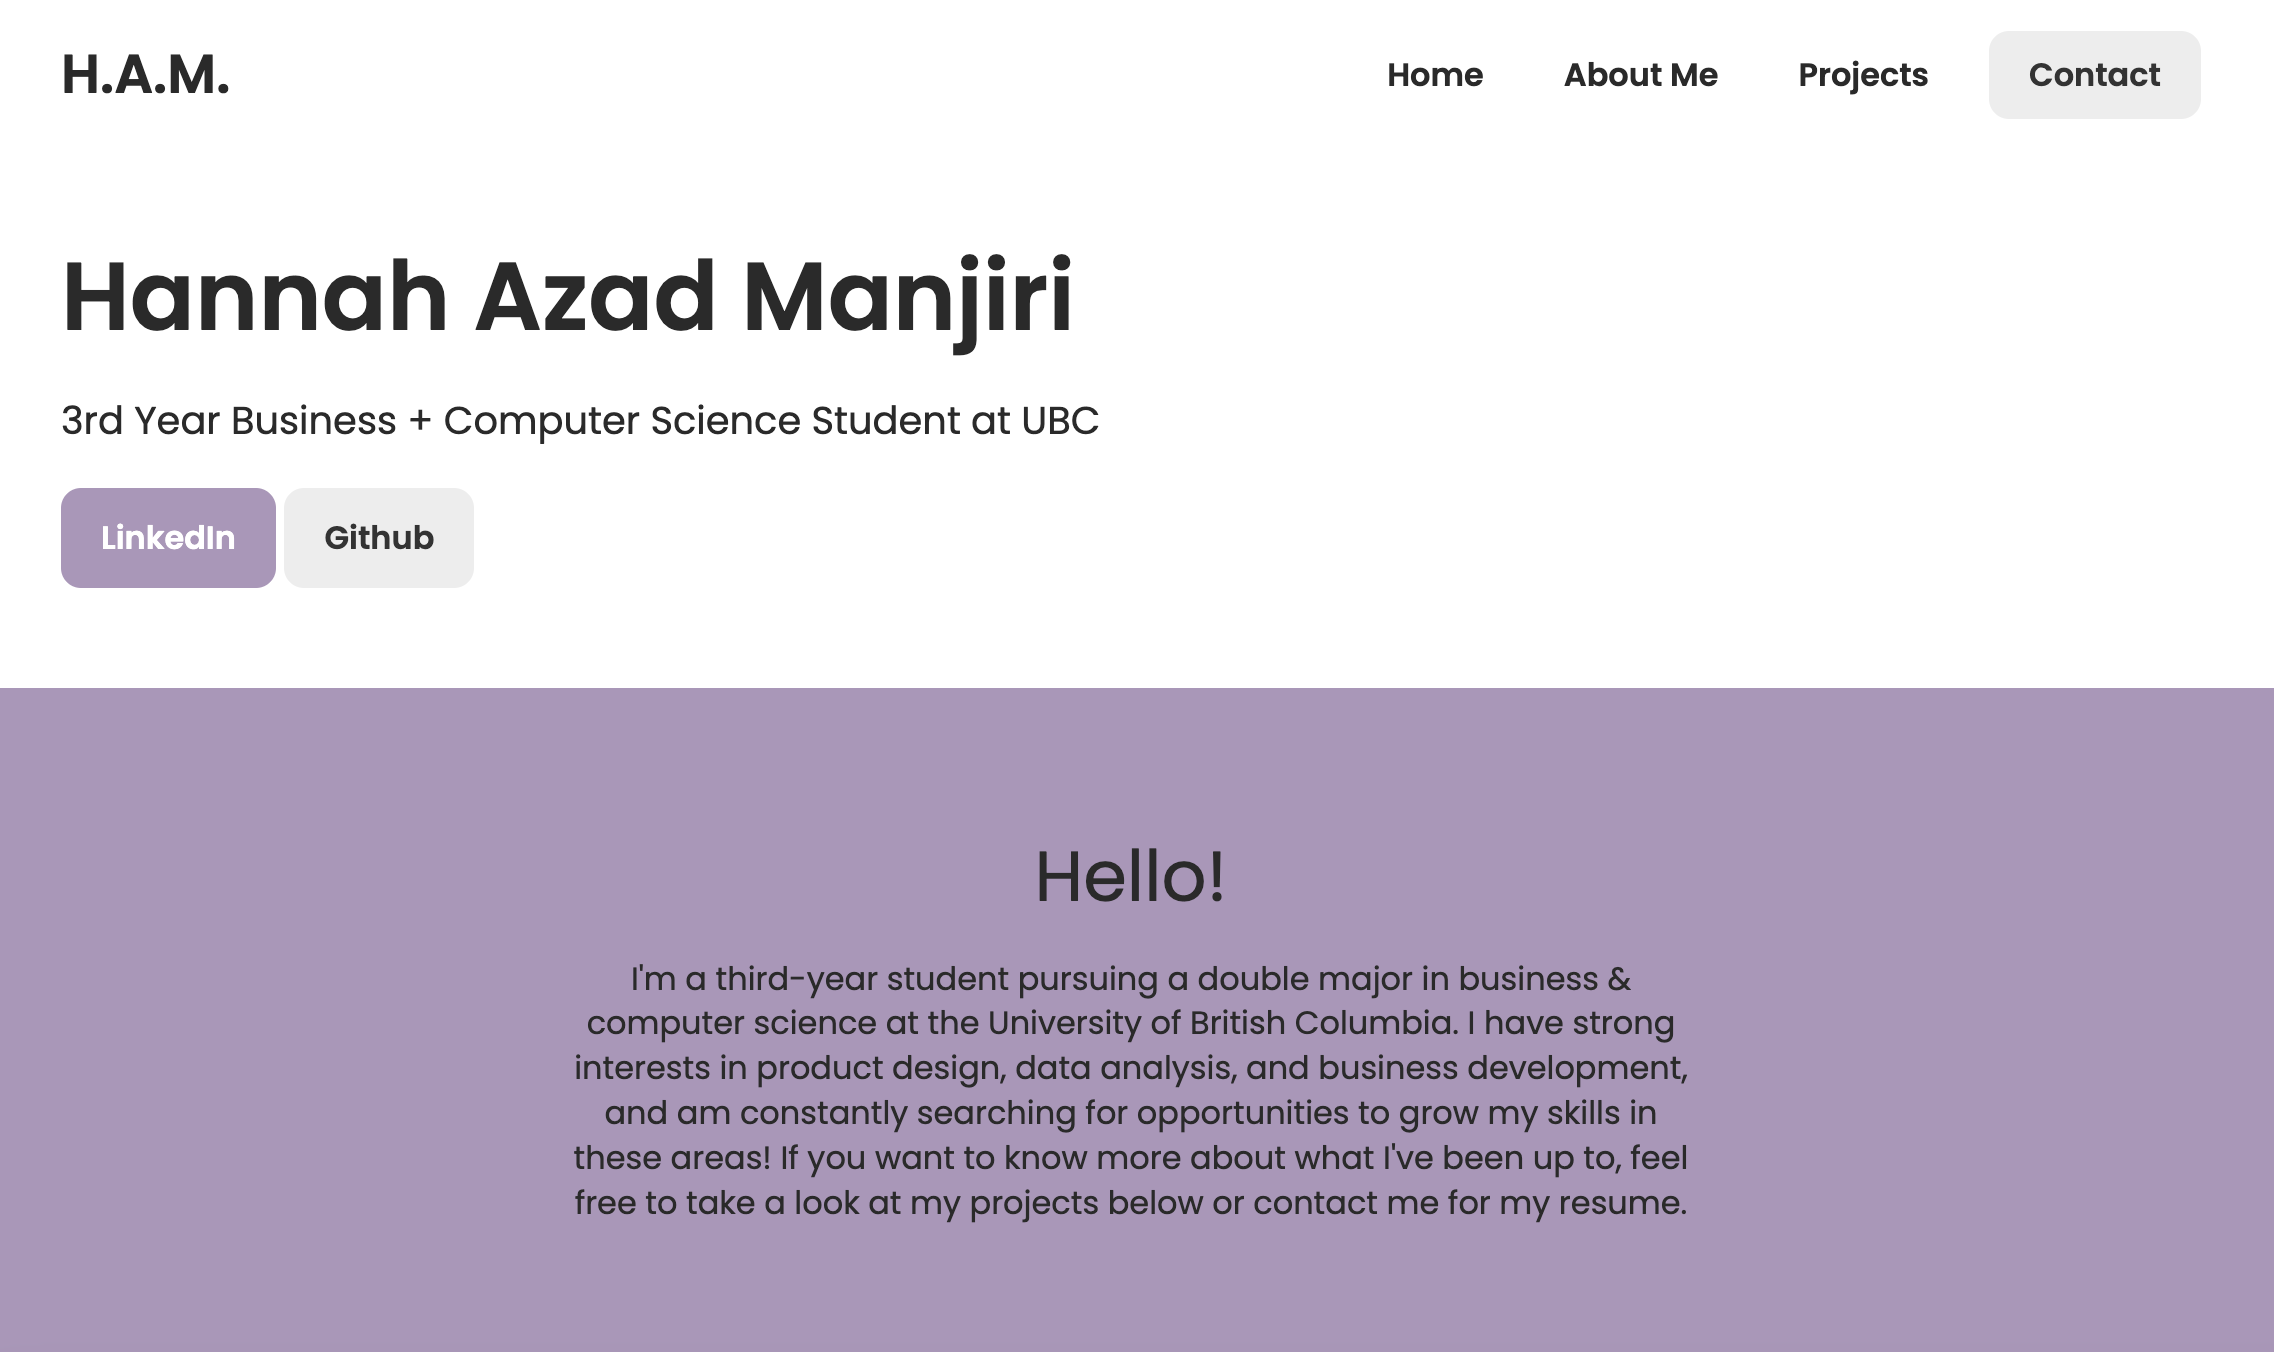 H.A.M.
Home
About Me
Projects
Contact
Hannah Azad Manjiri
3rd Year Business + Computer Science Student at UBC
LinkedIn
Github
Hello!
I'm a third-year student pursuing a double major in business &
computer science at the University of British Columbia. I have strong
interests in product design, data analysis, and business development,
and am constantly searching for opportunities to grow my skills in
these areas! If you want to know more about what I've been up to, feel
free to take a look at my projects below or contact me for my resume.